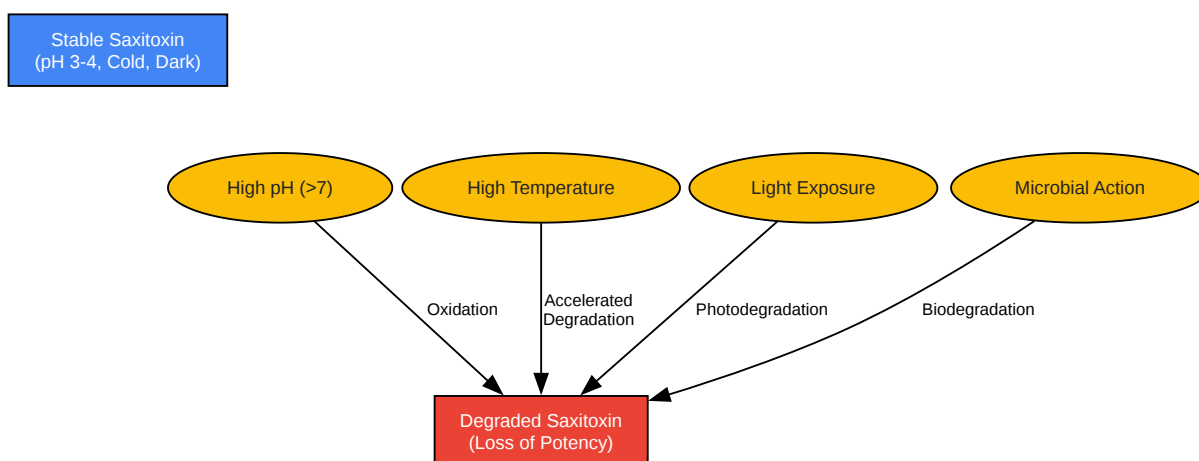 Stable Saxitoxin
(pH 3-4, Cold, Dark)
High pH (>7)
High Temperature
Light Exposure
Microbial Action
Oxidation
Accelerated
Degradation
Photodegradation
Biodegradation
Degraded Saxitoxin
(Loss of Potency)